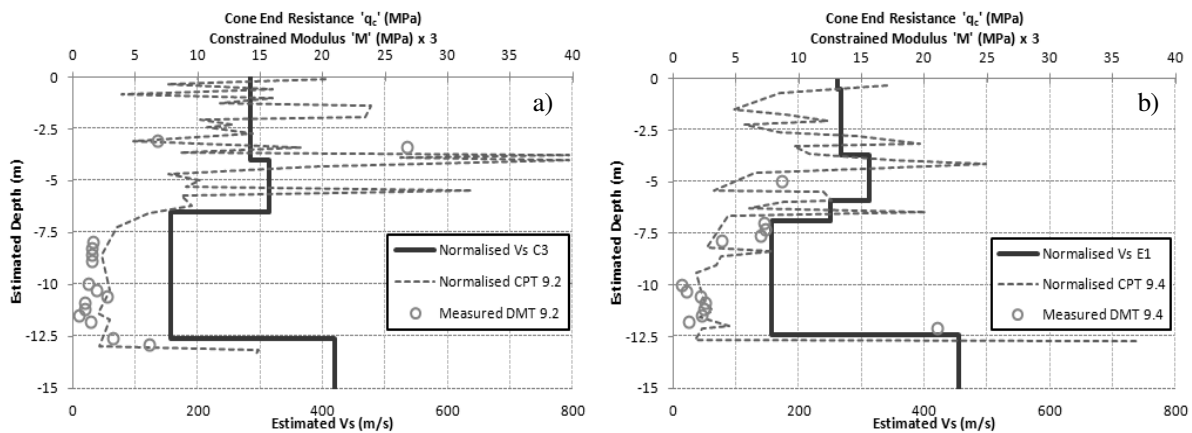 Cone End Resistance 'qc' (MPa)
Constrained Modulus 'M' (MPa) x 3
0 5 10 15 20 25 30 35 40
a)
0
-2.5
-5
-7.5
-10
-12.5
-15
Estimated Depth (m)
Normalised Vs C3
Normalised CPT 9.2
Measured DMT 9.2
0 200 400 600 800
Estimated Vs (m/s)
Cone End Resistance 'qc' (MPa)
Constrained Modulus 'M' (MPa) x 3
0 5 10 15 20 25 30 35 40
b)
0
-2.5
-5
-7.5
-10
-12.5
-15
Estimated Depth (m)
Normalised Vs E1
Normalised CPT 9.4
Measured DMT 9.4
0 200 400 600 800
Estimated Vs (m/s)